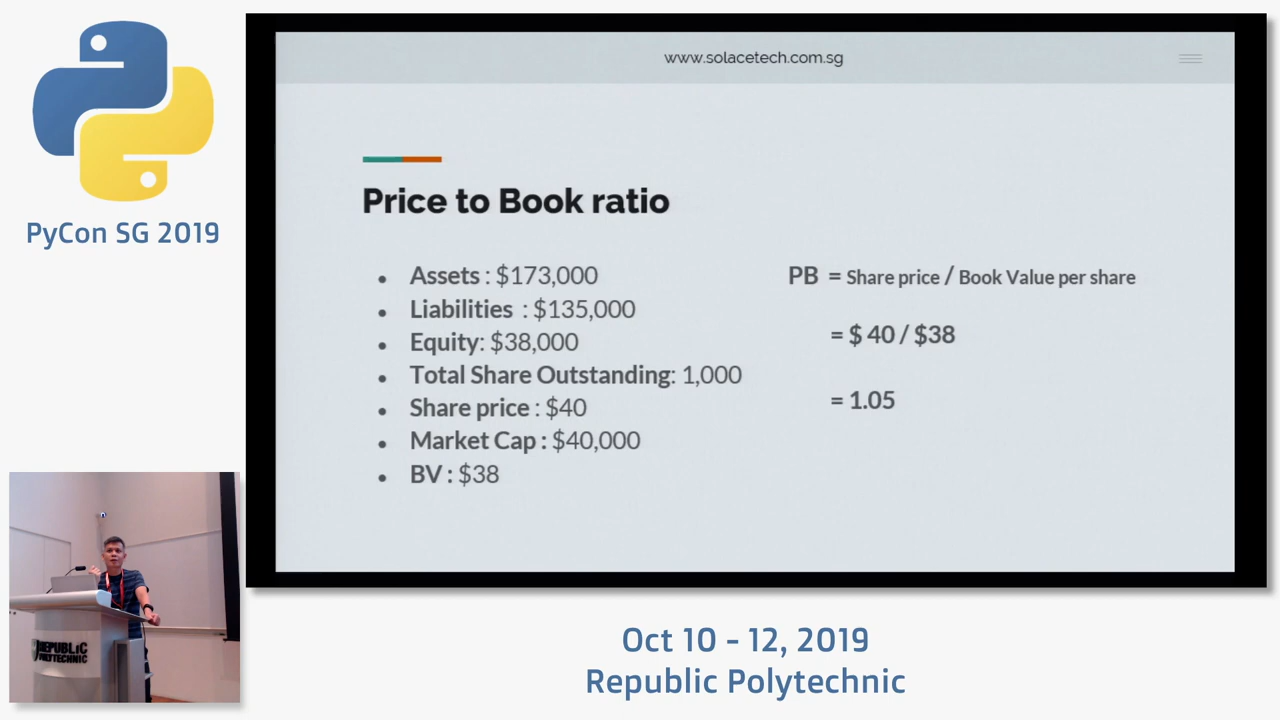 PyCon SG 2019
www.solacetech.com.sg
Price to Book ratio
Assets : $173,000
Liabilities : $135,000
Equity: $38,000
Total Share Outstanding: 1,000
Share price : $40
Market Cap : $40,000
BV : $38
PB = Share price / Book Value per share
= $ 40 / $38
= 1.05
REPUBLIC
POLYTECHNIC
Oct 10 - 12, 2019
Republic Polytechnic